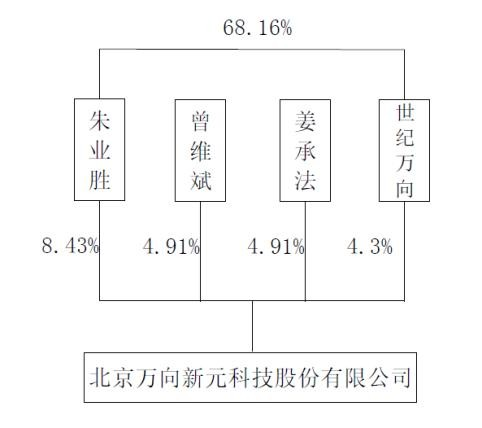 68.16%
朱业胜
曾维斌
姜承法
世纪万向
8.43%
4.91%
4.91%
4.3%
北京万向新元科技股份有限公司